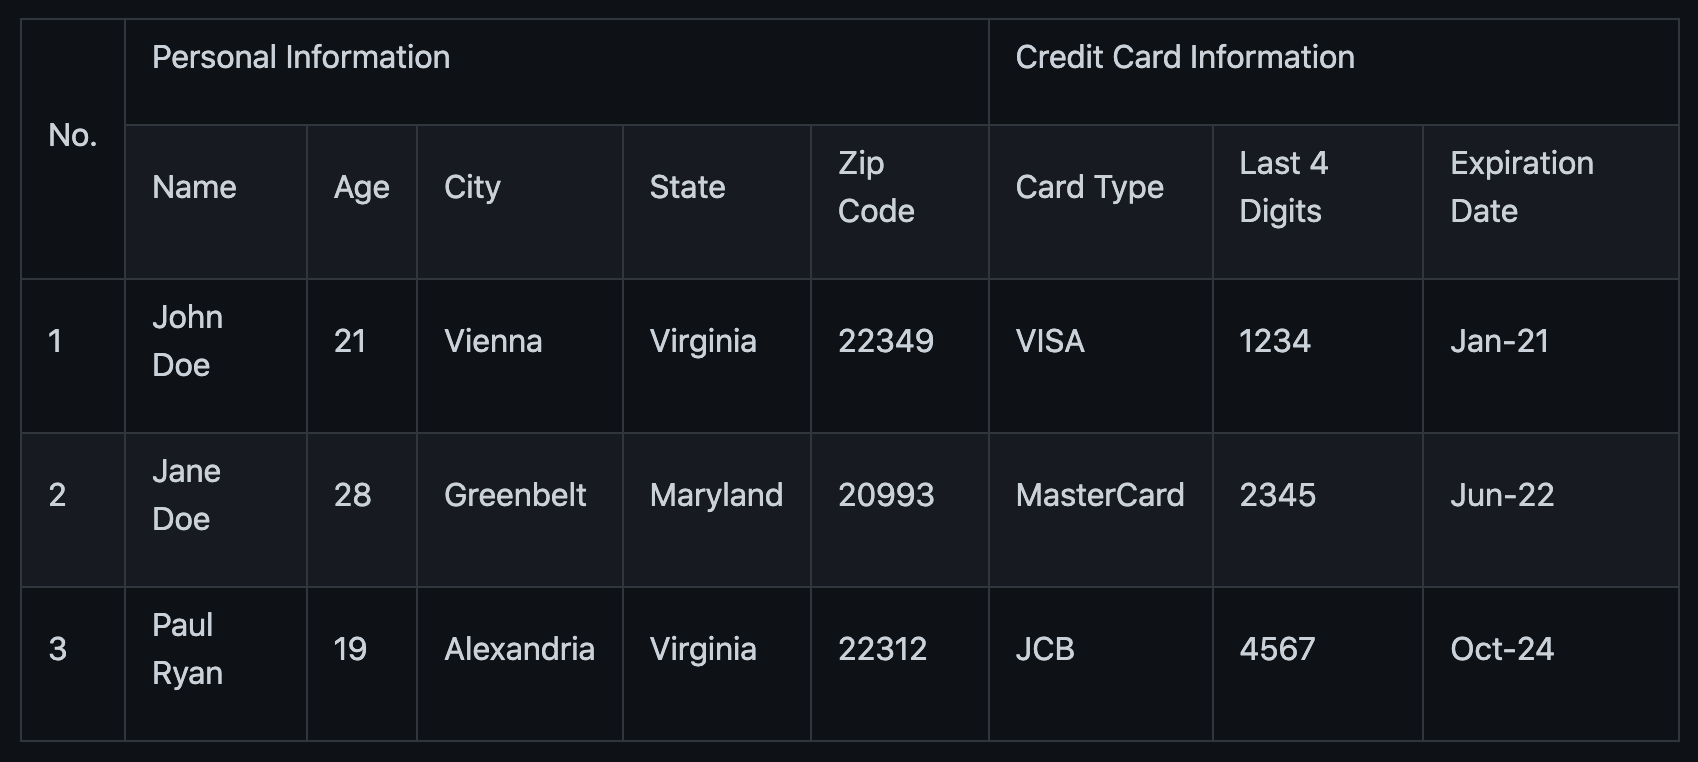 Personal Information
Credit Card Information
No.
Name
Age
City
State
Zip
Code
Card Type
Last 4
Digits
Expiration
Date
1
John
Doe
21
Vienna
Virginia
22349
VISA
1234
Jan-21
2
Jane
Doe
28
Greenbelt
Maryland
20993
MasterCard
2345
Jun-22
3
Paul
Ryan
19
Alexandria
Virginia
22312
JCB
4567
Oct-24